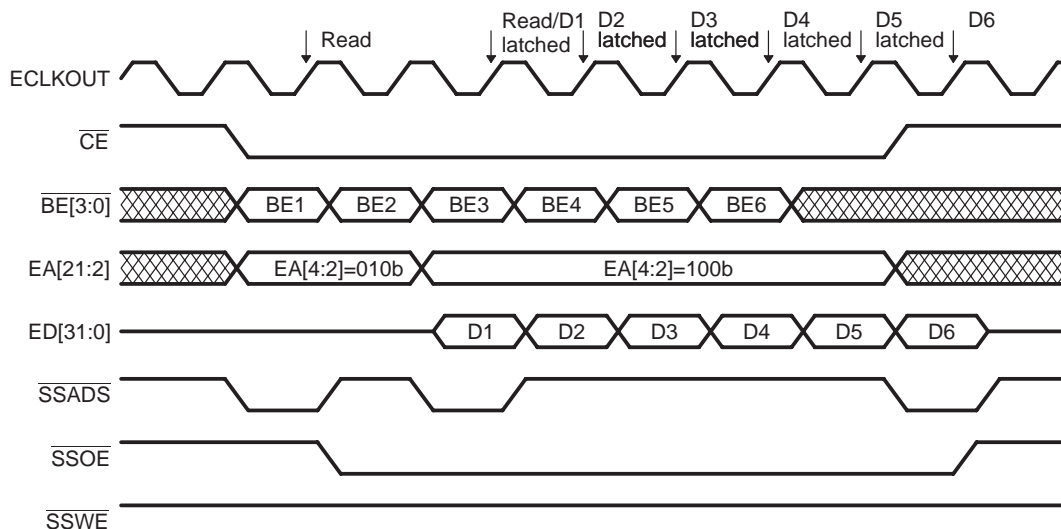 Read
Read/D1
latched
D2
latched
D3
latched
D4
latched
D5
latched
D6
ECLKOUT
CE
BE[3:0]
BE1 BE2 BE3 BE4 BE5 BE6
EA[21:2]
EA[4:2]=010b EA[4:2]=100b
ED[31:0]
D1 D2 D3 D4 D5 D6
SSADS
SSOE
SSWE